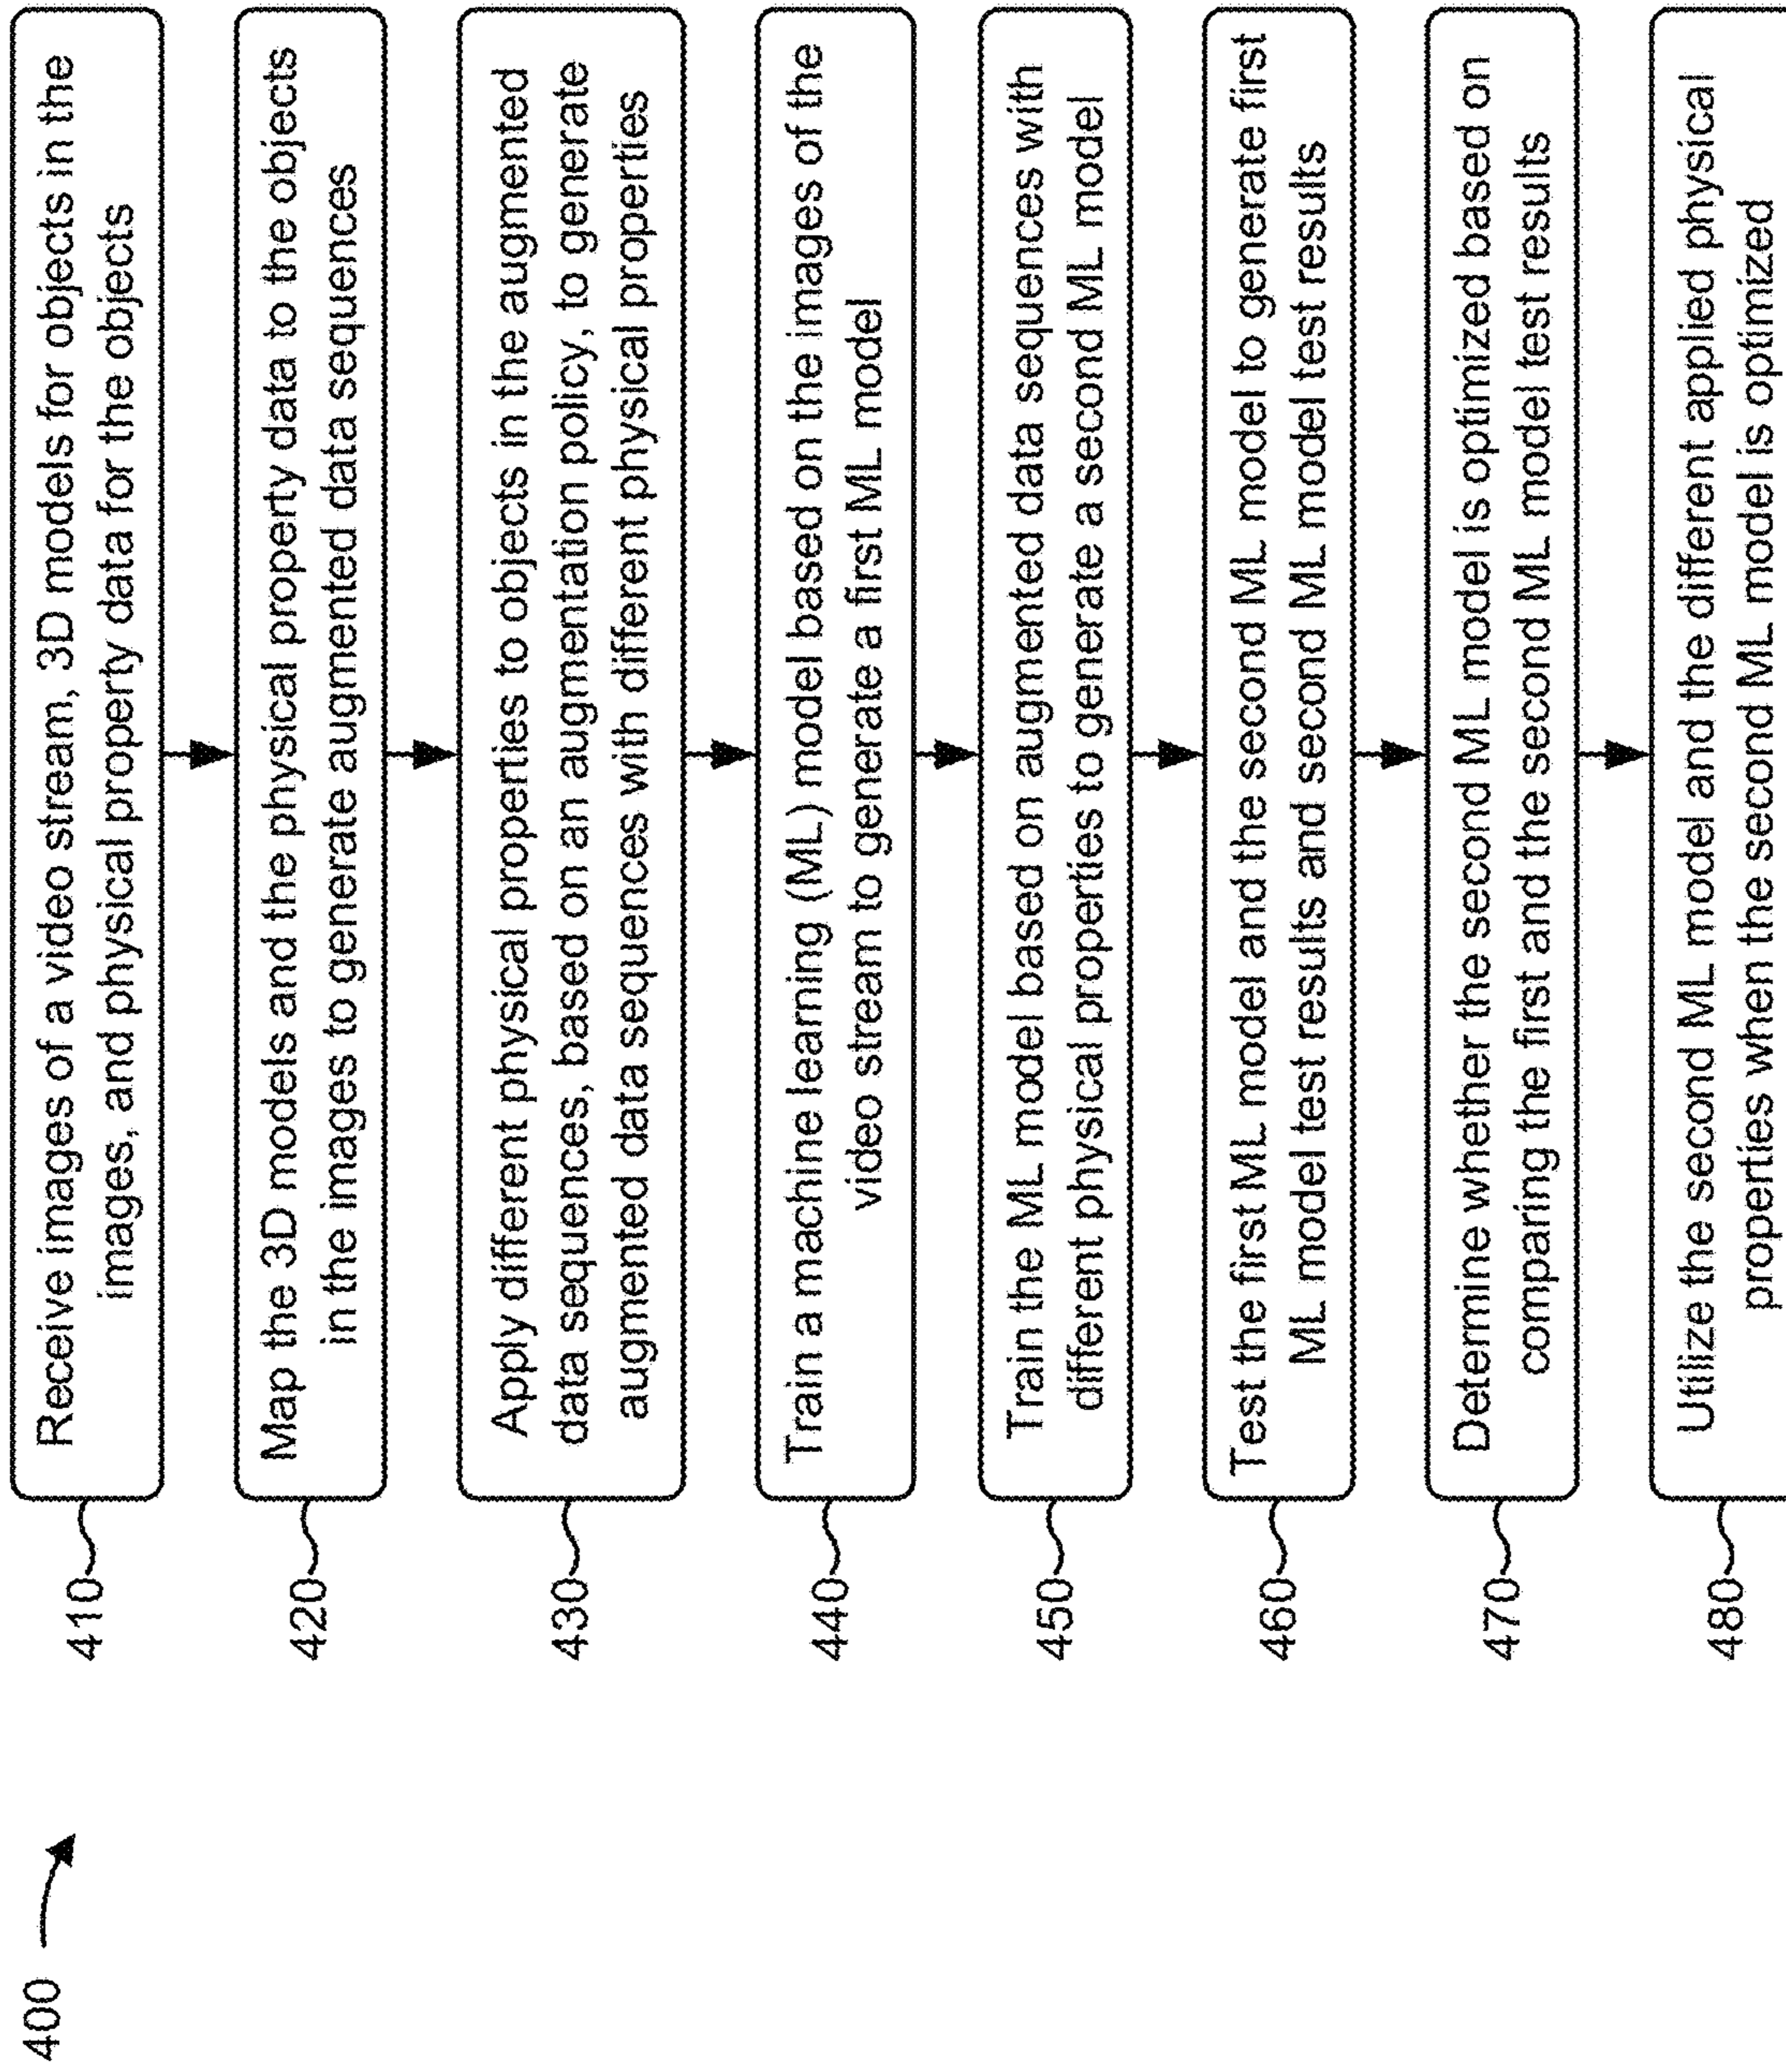 400
410
Receive images of a video stream, 3D models for objects in the
images, and physical property data for the objects
420
Map the 3D models and the physical property data to the objects
in the images to generate augmented data sequences
430
Apply different physical properties to objects in the augmented
data sequences, based on an augmentation policy, to generate
augmented data sequences with different physical properties
440
Train a machine learning (ML) model based on the images of the
video stream to generate a first ML model
450
Train the ML model based on augmented data sequences with
different physical properties to generate a second ML model
460
Test the first ML model and the second ML model to generate first
ML model test results and second ML model test results
470
Determine whether the second ML model is optimized based on
comparing the first and the second ML model test results
480
Utilize the second ML model and the different applied physical
properties when the second ML model is optimized